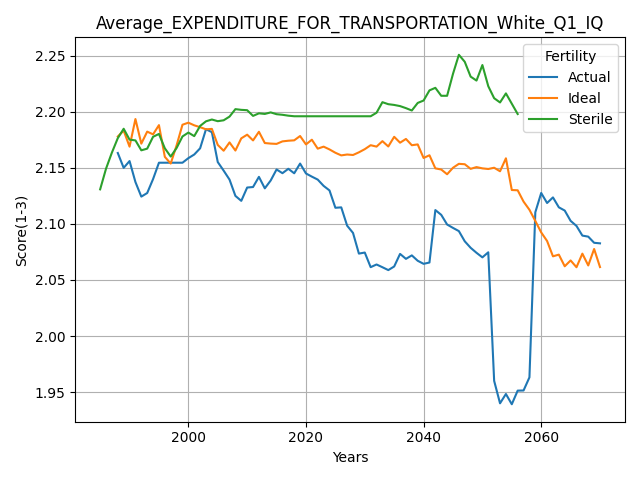 Average_EXPENDITURE_FOR_TRANSPORTATION_White_Q1_IQ
Fertility
Actual
Ideal
Sterile
Score(1-3)
2.25
2.20
2.15
2.10
2.05
2.00
1.95
2000 2020 2040 2060
Years